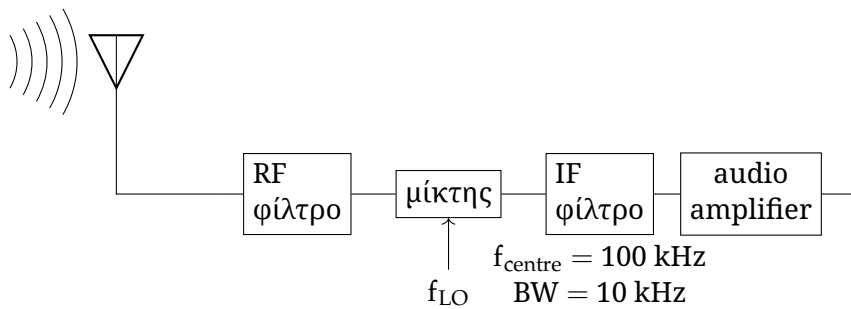 RF
φίλτρο
μίκτης
IF
φίλτρο
audio
amplifier
f_LO
f_centre = 100 kHz
BW = 10 kHz